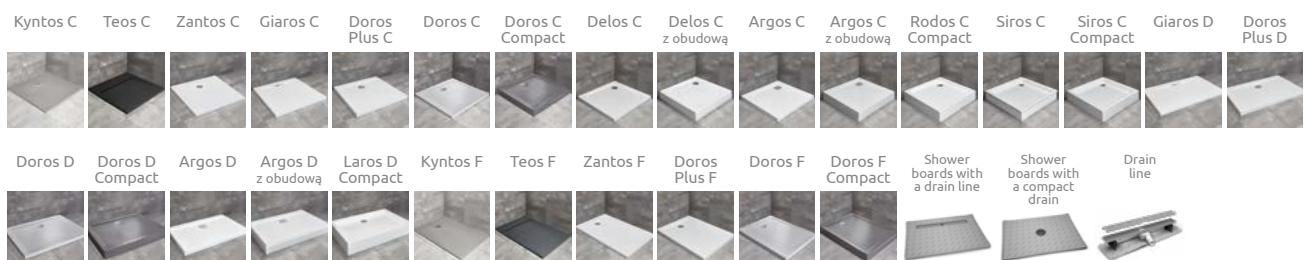 Kyntos C
Teos C
Zantos C
Giaros C
Doros
Plus C
Doros C
Doros C
Compact
Delos C
Delos C
z obudową
Argos C
Argos C
z obudową
Rodos C
Compact
Siros C
Siros C
Compact
Giaros D
Doros
Plus D
Doros D
Doros D
Compact
Argos D
Argos D
z obudową
Laros D
Compact
Kyntos F
Teos F
Zantos F
Doros
Plus F
Doros F
Doros F
Compact
Shower
boards with
a drain line
Shower
boards with
a compact
drain
Drain
line